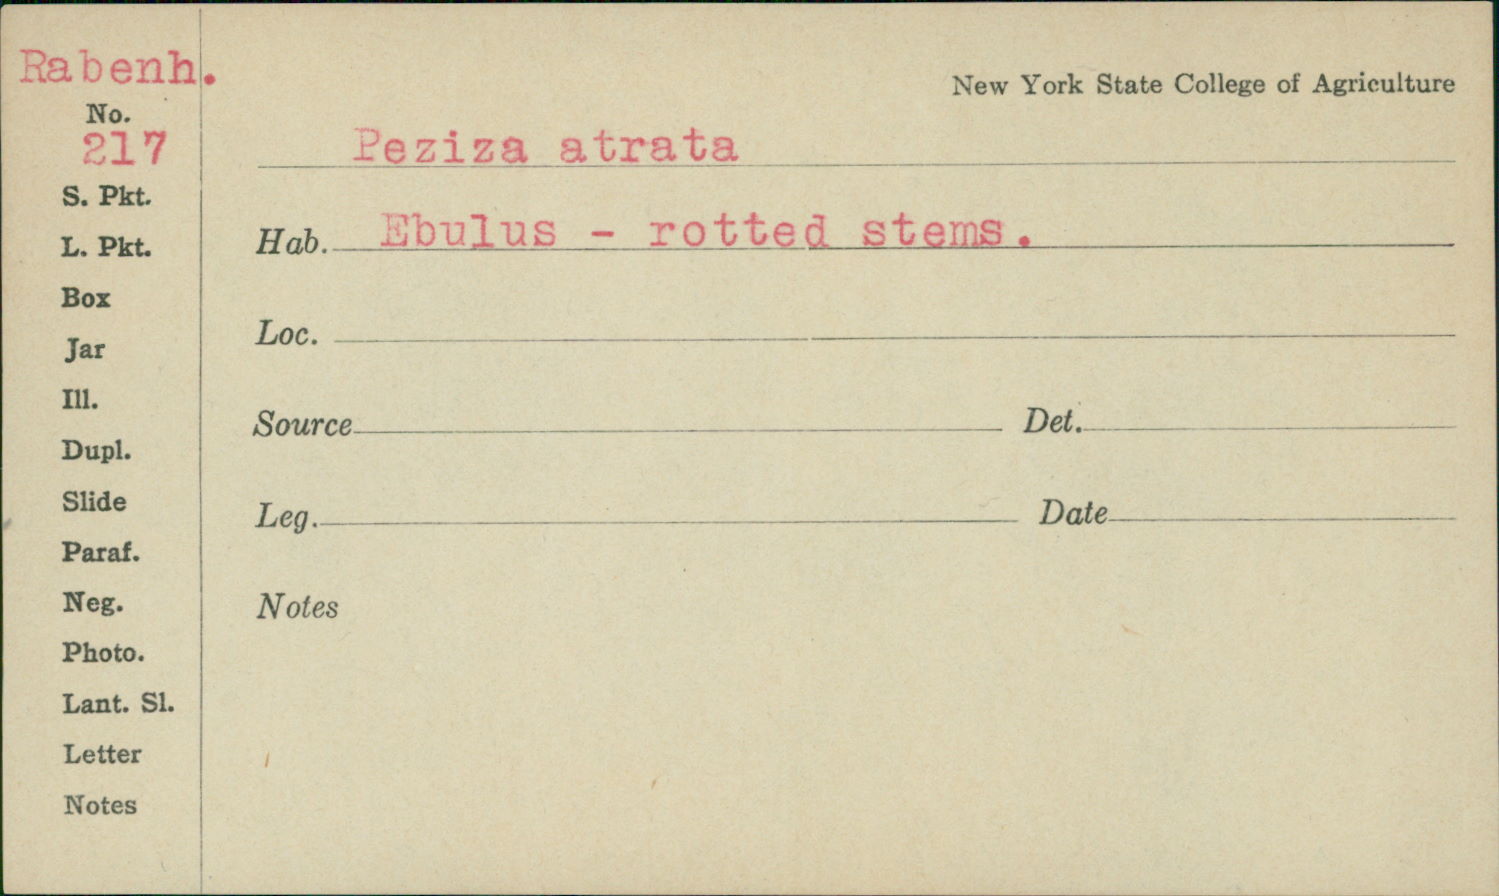 Rabenh.
No.
217
S. Pkt.
L. Pkt.
Box
Jar
Ill.
Dupl.
Slide
Paraf.
Neg.
Photo.
Lant. Sl.
Letter
Notes
New York State College of Agriculture
Peziza atrata
Hab. Ebulus - rotted stems.
Loc.
Source Det.
Leg. Date
Notes